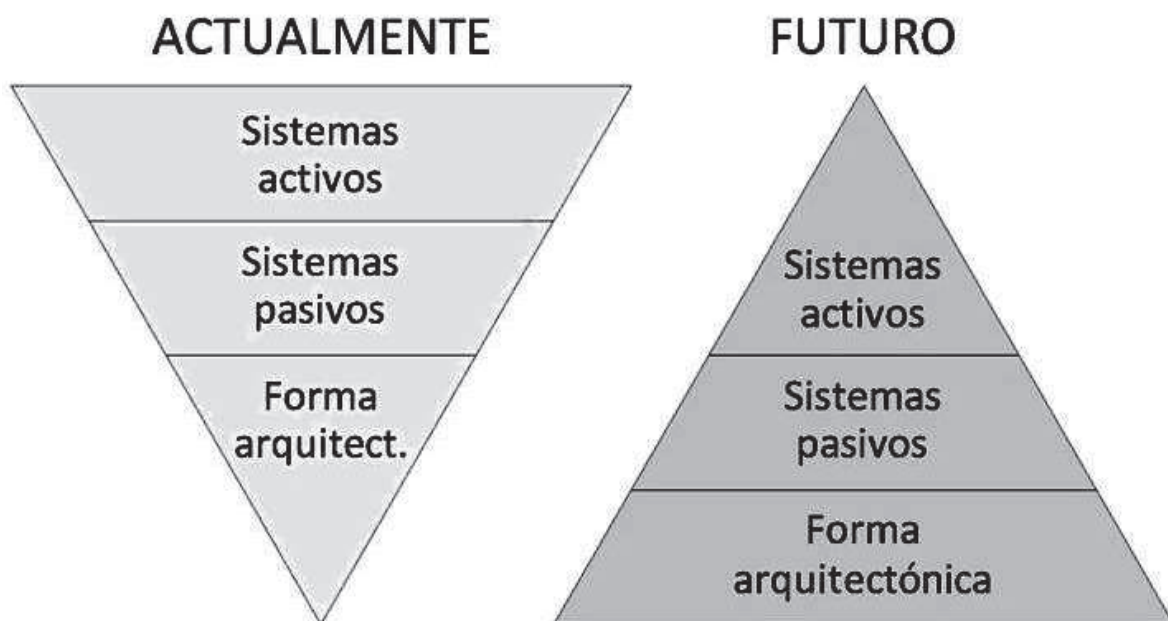 ACTUALMENTE
Sistemas
activos
Sistemas
pasivos
Forma
arquitect.
FUTURO
Sistemas
activos
Sistemas
pasivos
Forma
arquitectónica